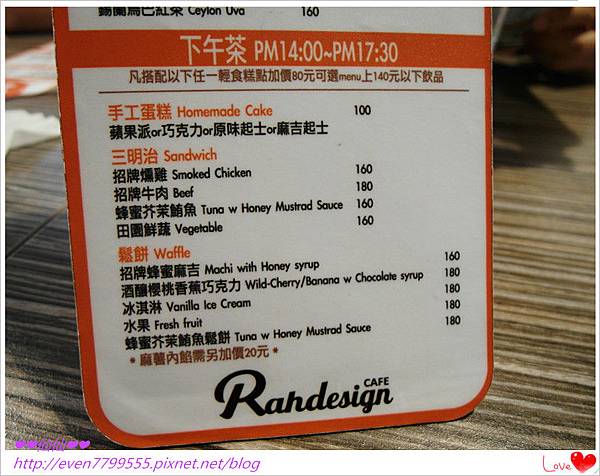 錫蘭烏巴紅茶 Ceylon Uva 160
下午茶 PM14:00~PM17:30
凡搭配以下任一輕食糕點加價80元可選menu上140元以下飲品
手工蛋糕 Homemade Cake 100
蘋果派or巧克力or原味起士or麻吉起士
三明治 Sandwich
招牌燻雞 Smoked Chicken 160
招牌牛肉 Beef 180
蜂蜜芥茉鮪魚 Tuna w Honey Mustrad Sauce 160
田園鮮蔬 Vegetable 160
鬆餅 Waffle
招牌蜂蜜麻吉 Machi with Honey syrup 160
酒釀櫻桃香蕉巧克力 Wild-Cherry/Banana w Chocolate syrup 180
冰淇淋 Vanilla Ice Cream 180
水果 Fresh fruit 180
蜂蜜芥茉鮪魚鬆餅 Tuna w Honey Mustrad Sauce 180
*麻薯內餡需另加價20元*
Rahdesign CAFE
http://even7799555.pixnet.net/blog
Love